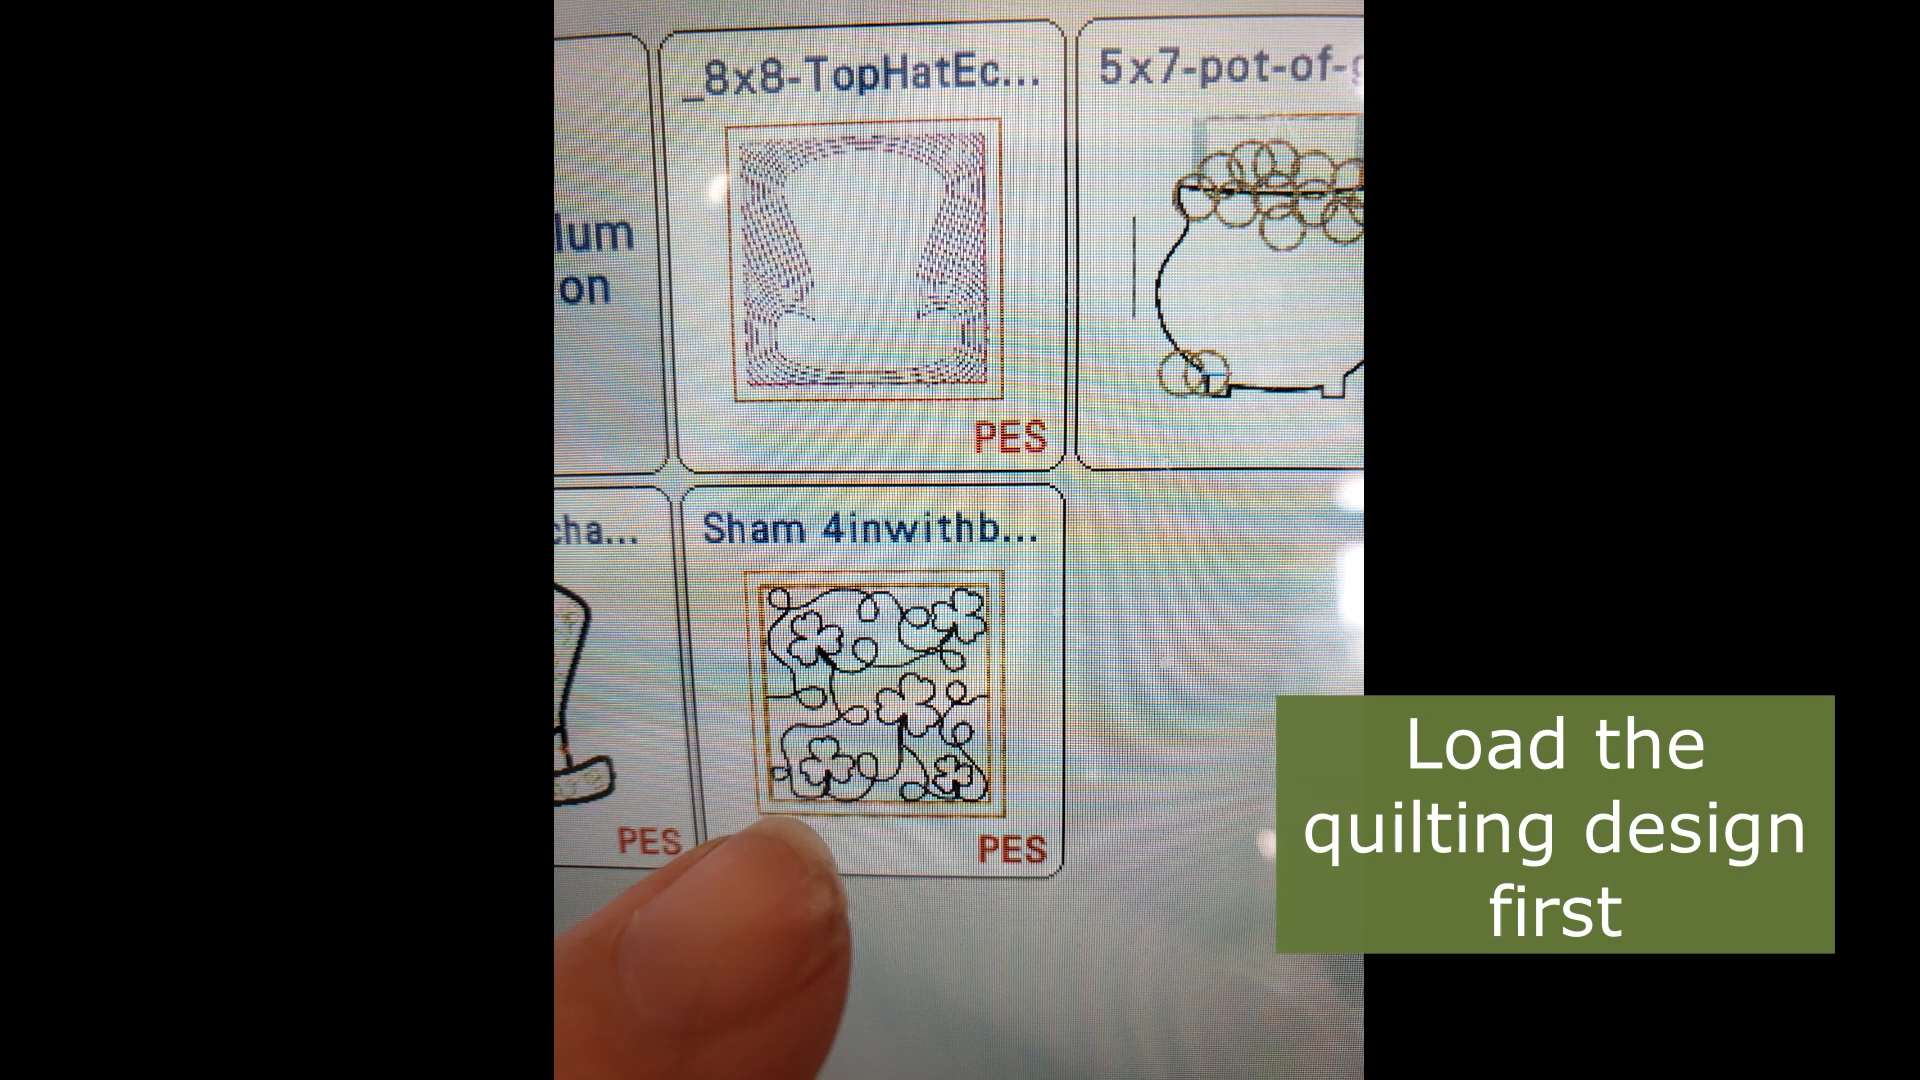 _8x8-TopHatEc...
5x7-pot-of-
lum
on
PES
cha...
Sham 4inwithb...
PES
PES
Load the
quilting design
first